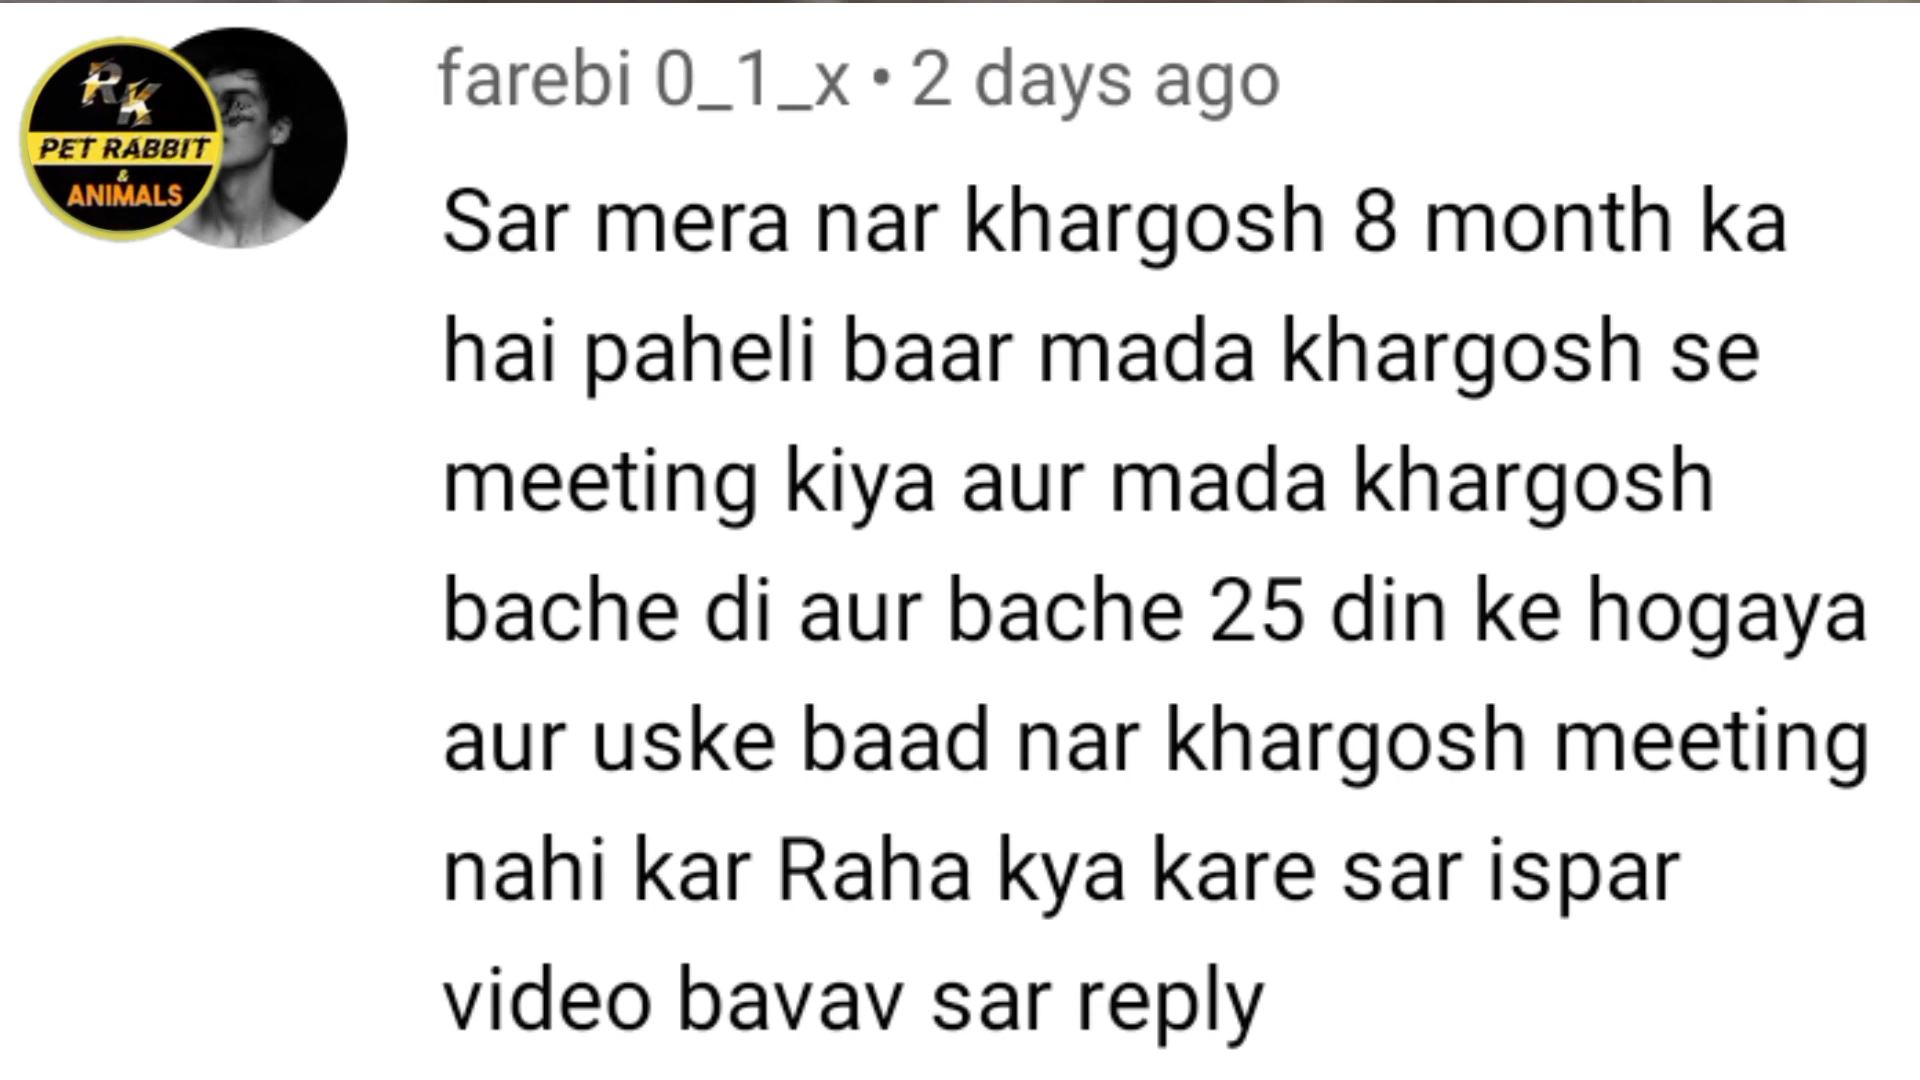 farebi 0_1_x • 2 days ago
RK
PET RABBIT
&
ANIMALS
Sar mera nar khargosh 8 month ka
hai paheli baar mada khargosh se
meeting kiya aur mada khargosh
bache di aur bache 25 din ke hogaya
aur uske baad nar khargosh meeting
nahi kar Raha kya kare sar ispar
video bavav sar reply